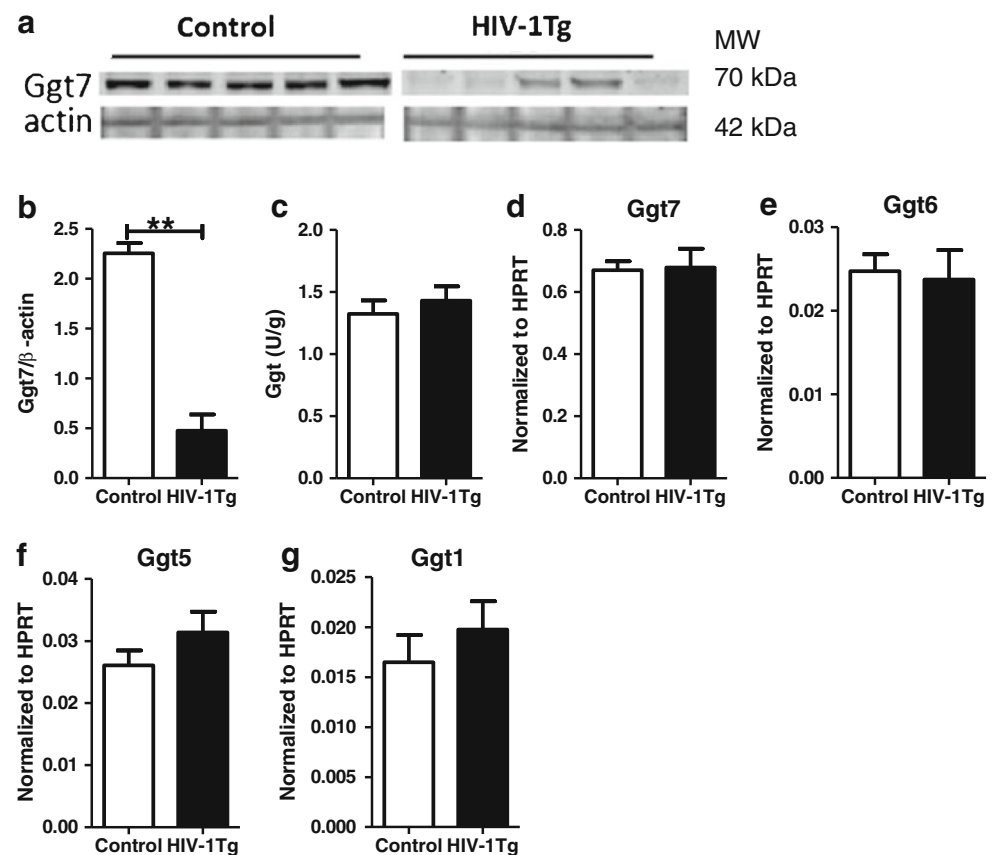 a
Control
HIV-1Tg
MW
Ggt7
70 kDa
actin
42 kDa
b
**
2.5
2.0
2.5
1.0
0.5
0.0
Ggt7/β -actin
Control HIV-1Tg
c
2.0
1.5
1.0
1.5
0.0
Ggt (U/g)
Control HIV-1Tg
d
Ggt7
0.8
0.6
0.4
0.2
0.0
Normalized to HPRT
Control HIV-1Tg
e
Ggt6
0.03
0.02
0.01
0.00
Normalized to HPRT
Control HIV-1Tg
f
Ggt5
0.04
0.03
0.02
0.01
0.00
Normalized to HPRT
Control HIV-1Tg
g
Ggt1
0.025
0.020
0.015
0.010
0.005
0.000
Normalized to HPRT
Control HIV-1Tg